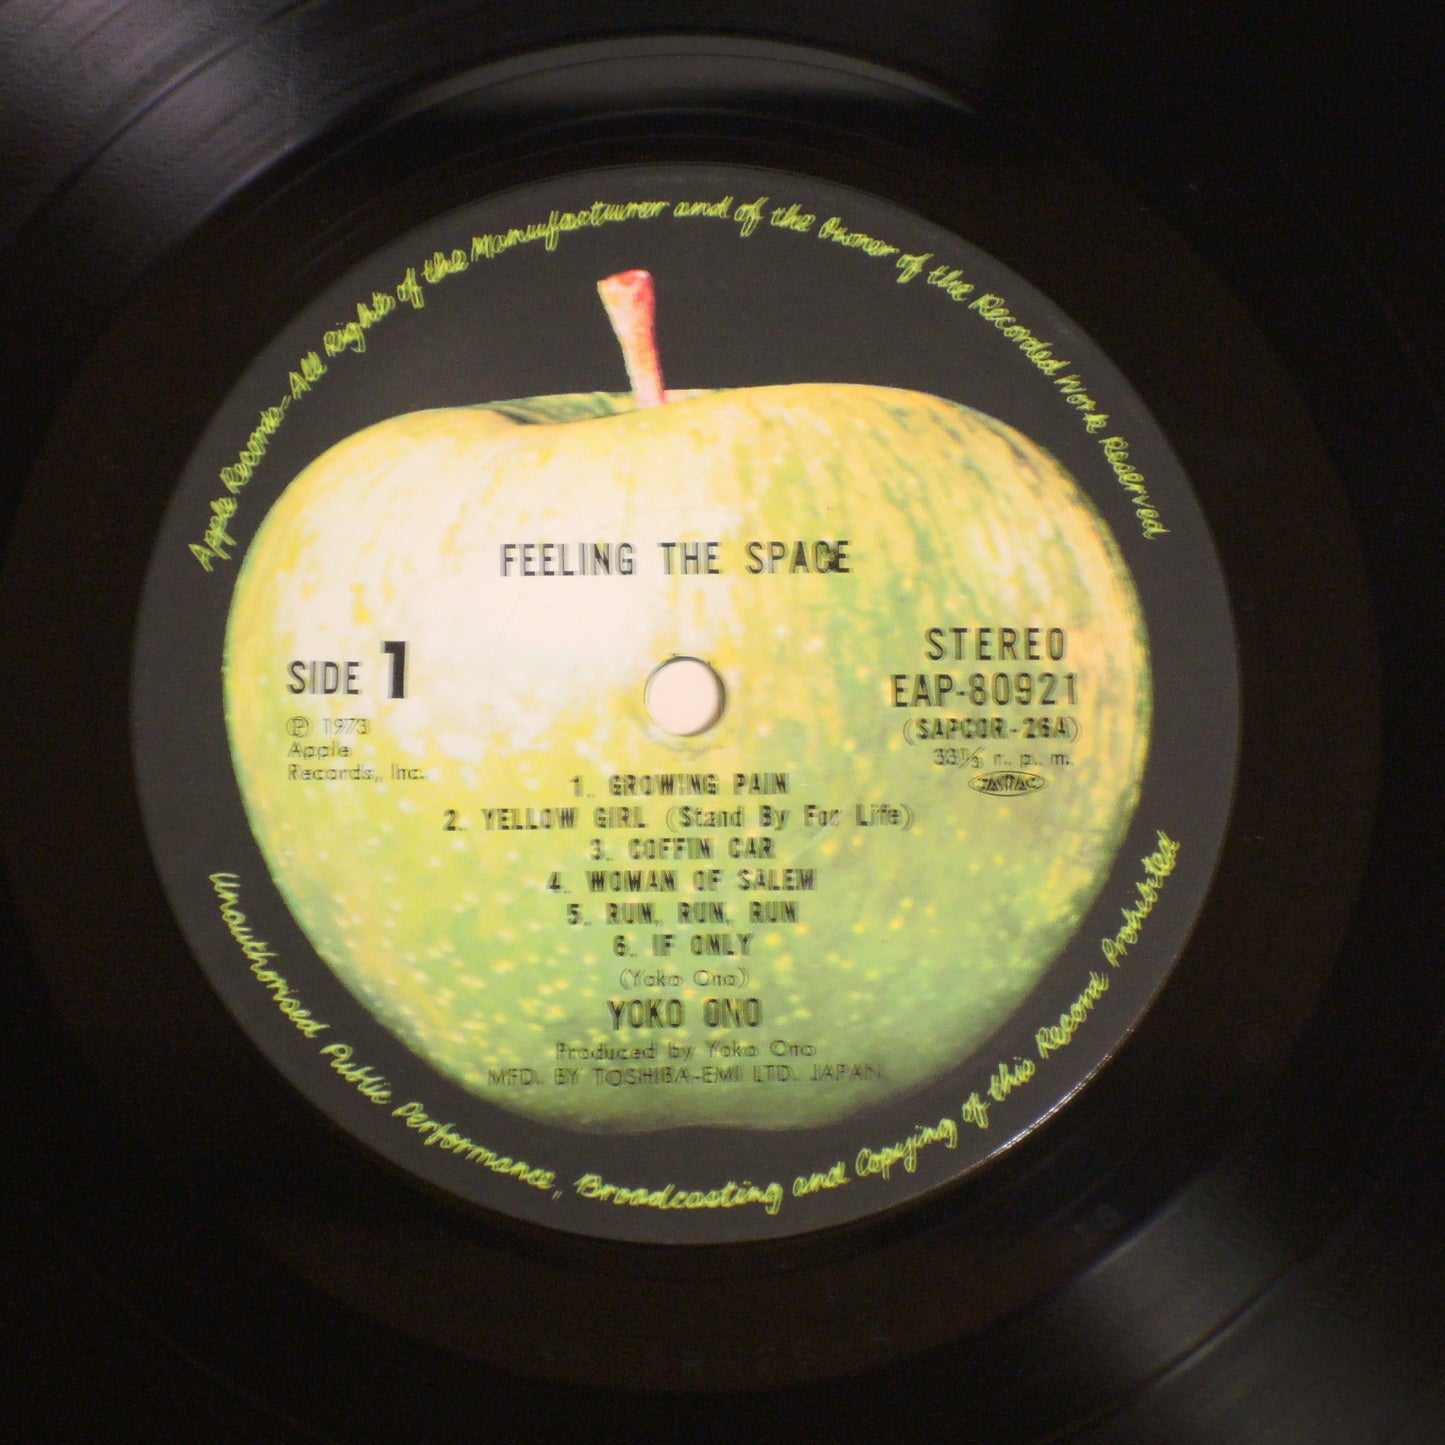 Apple Records-All Rights of the Manufacturer and of the Owner of the Recorded Work Reserved
FEELING THE SPACE
SIDE 1
℗ 1973
Apple
Records, Inc.
STEREO
EAP-80921
(SAPCOR-26A)
33⅓ r. p. m.
JASRAC
1. GROWING PAIN
2. YELLOW GIRL (Stand By For Life)
3. COFFIN CAR
4. WOMAN OF SALEM
5. RUN, RUN, RUN
6. IF ONLY
(Yoko Ono)
YOKO ONO
Produced by Yoko Ono
MFD. BY TOSHIBA-EMI LTD. JAPAN
Unauthorised Public Performance, Broadcasting and Copying of this Record Prohibited